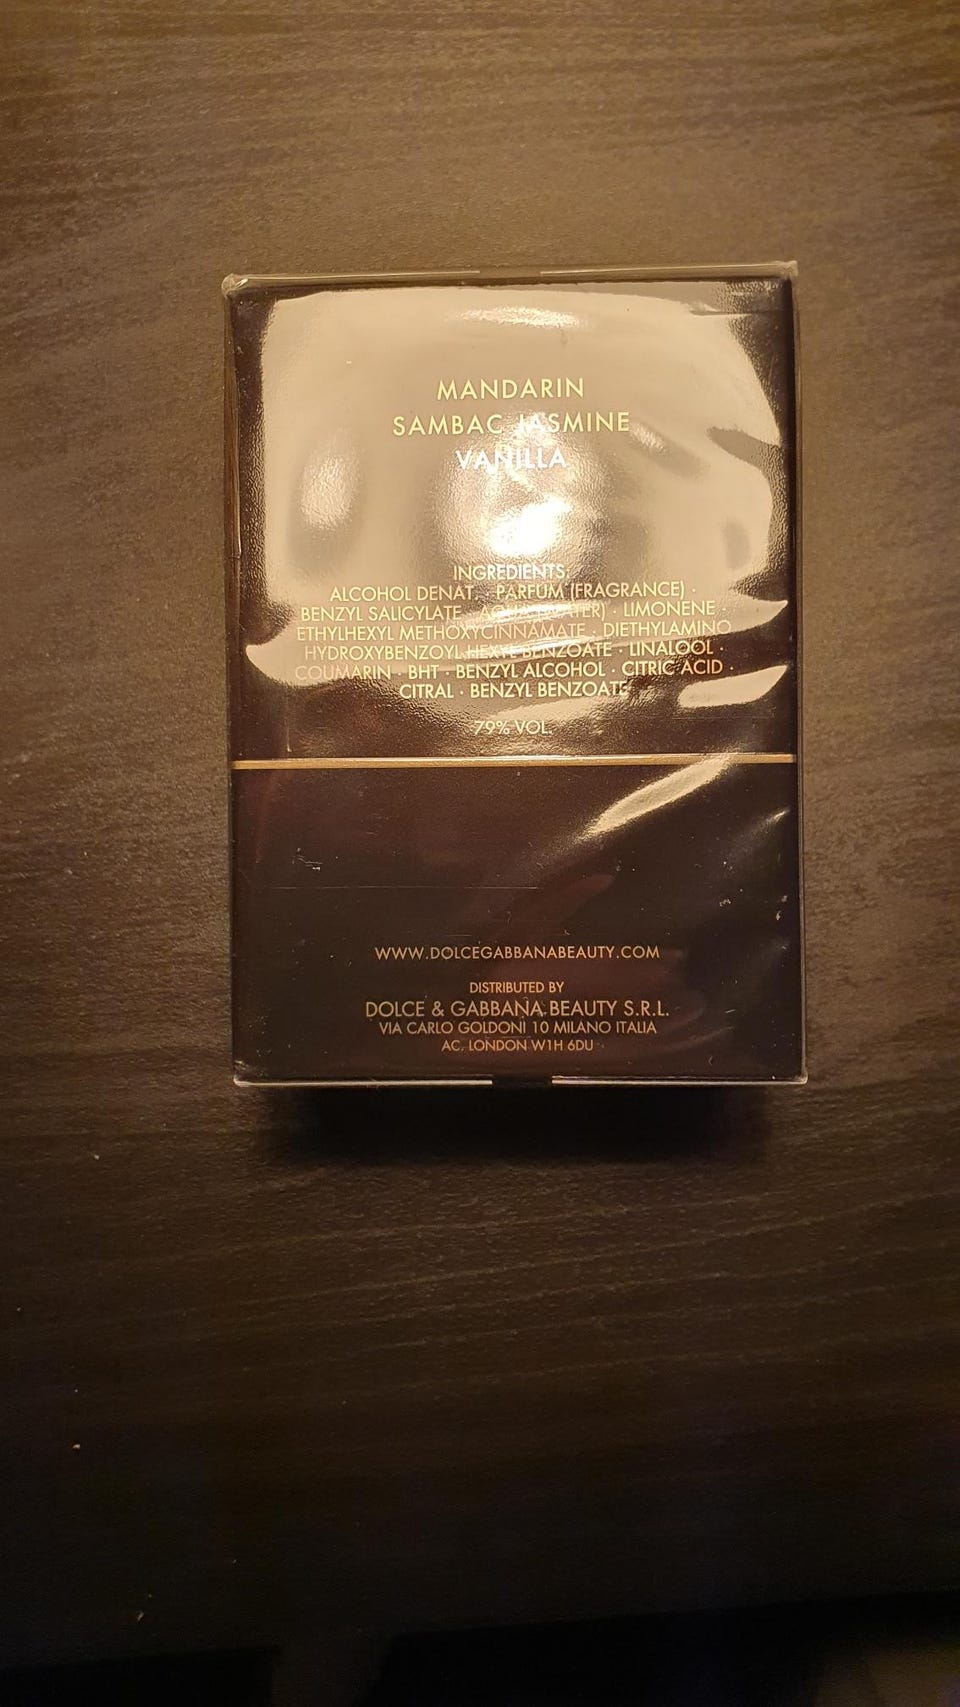 MANDARIN
SAMBAC JASMINE
VANILLA
INGREDIENTS:
ALCOHOL DENAT. · PARFUM (FRAGRANCE) ·
BENZYL SALICYLATE · AQUA (WATER) · LIMONENE ·
ETHYLHEXYL METHOXYCINNAMATE · DIETHYLAMINO
HYDROXYBENZOYL HEXYL BENZOATE · LINALOOL ·
COUMARIN · BHT · BENZYL ALCOHOL · CITRIC ACID ·
CITRAL · BENZYL BENZOATE
79% VOL.
WWW.DOLCEGABBANABEAUTY.COM
DISTRIBUTED BY
DOLCE & GABBANA BEAUTY S.R.L.
VIA CARLO GOLDONI 10 MILANO ITALIA
AC. LONDON W1H 6DU